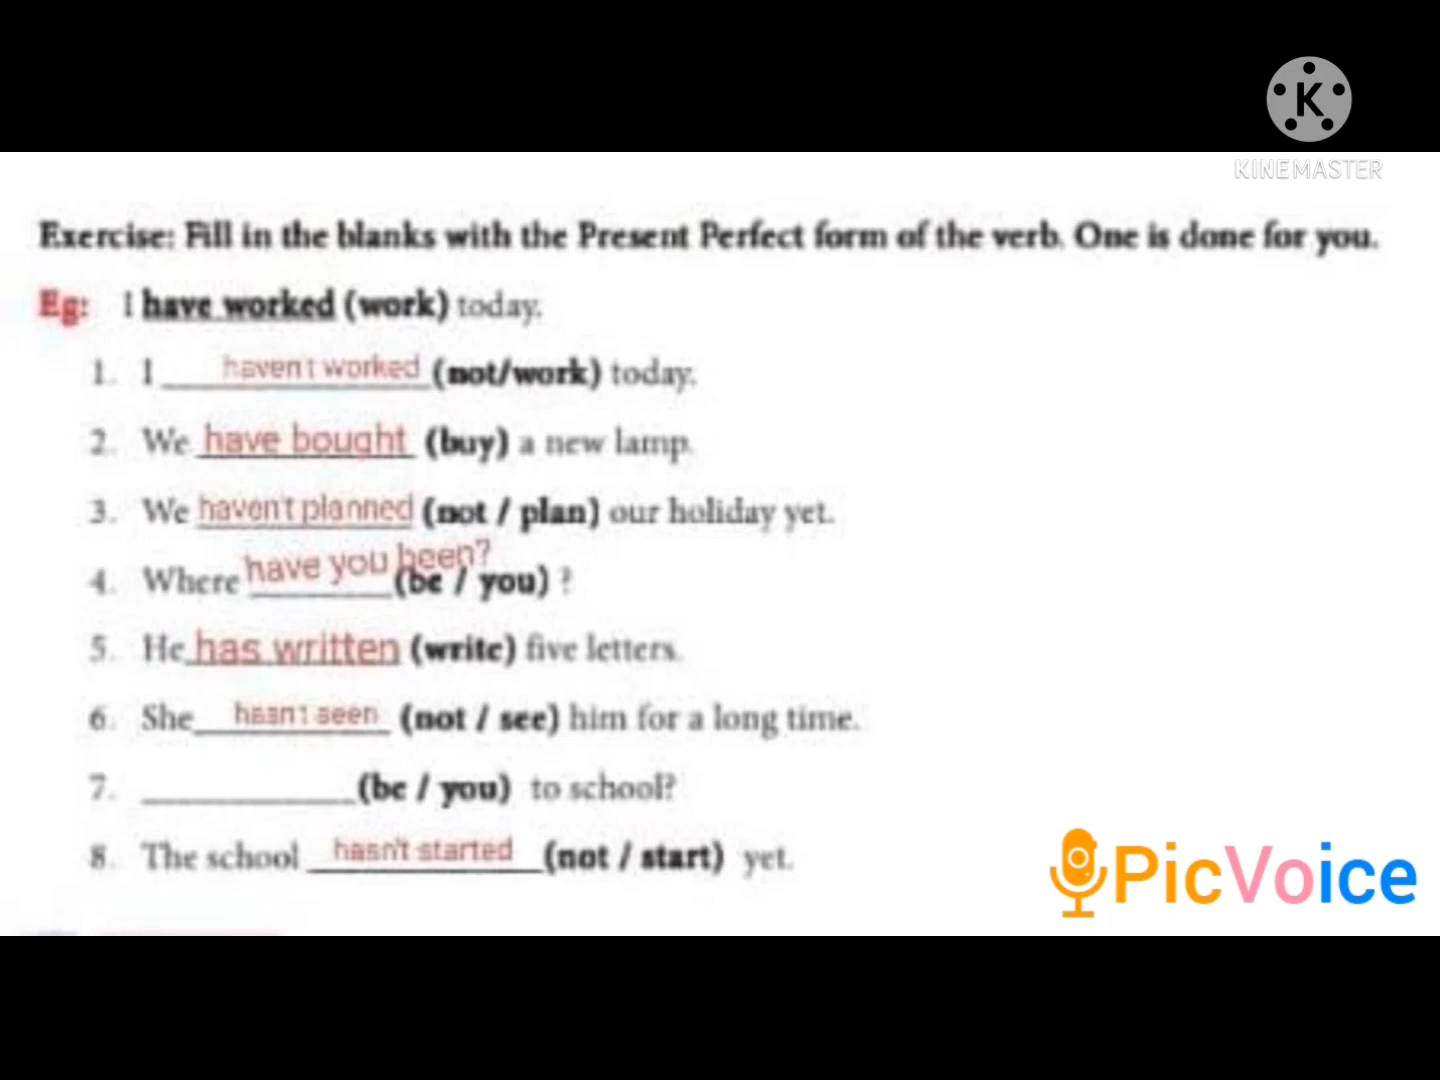 K
KINEMASTER
Exercise: Fill in the blanks with the Present Perfect form of the verb. One is done for you.
Eg: I have worked (work) today.
1. I haven't worked (not/work) today.
2. We have bought (buy) a new lamp.
3. We haven't planned (not / plan) our holiday yet.
4. Where have you been? (be / you) ?
5. He has written (write) five letters.
6. She hasn't seen (not / see) him for a long time.
7. ____________ (be / you) to school?
8. The school hasn't started (not / start) yet.
PicVoice